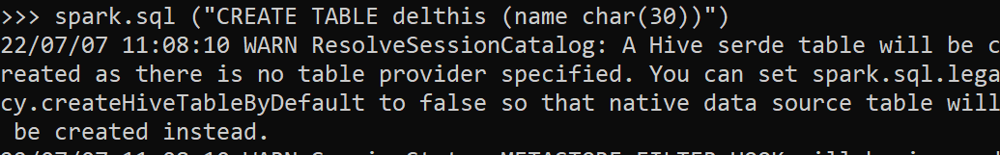 >>> spark.sql ("CREATE TABLE delthis (name char(30))")
22/07/07 11:08:10 WARN ResolveSessionCatalog: A Hive serde table will be c
reated as there is no table provider specified. You can set spark.sql.lega
cy.createHiveTableByDefault to false so that native data source table will
 be created instead.